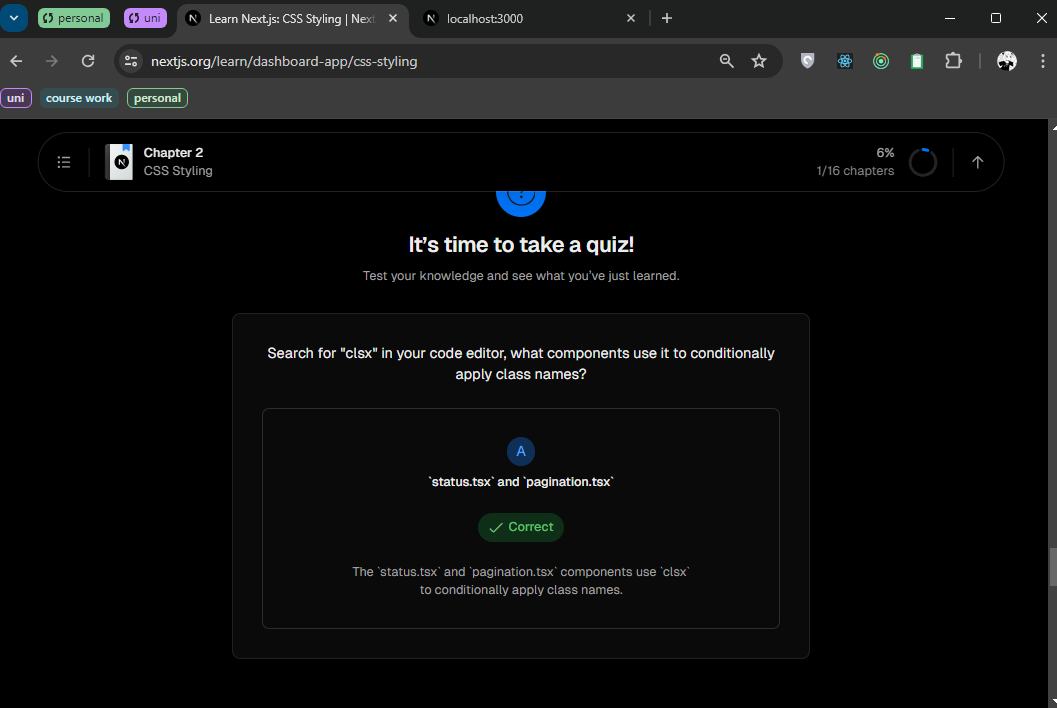 personal
uni
Learn Next.js: CSS Styling | Next
localhost:3000
nextjs.org/learn/dashboard-app/css-styling
uni
course work
personal
Chapter 2
CSS Styling
6%
1/16 chapters
It’s time to take a quiz!
Test your knowledge and see what you’ve just learned.
Search for "clsx" in your code editor, what components use it to conditionally
apply class names?
A
`status.tsx` and `pagination.tsx`
Correct
The `status.tsx` and `pagination.tsx` components use `clsx`
to conditionally apply class names.